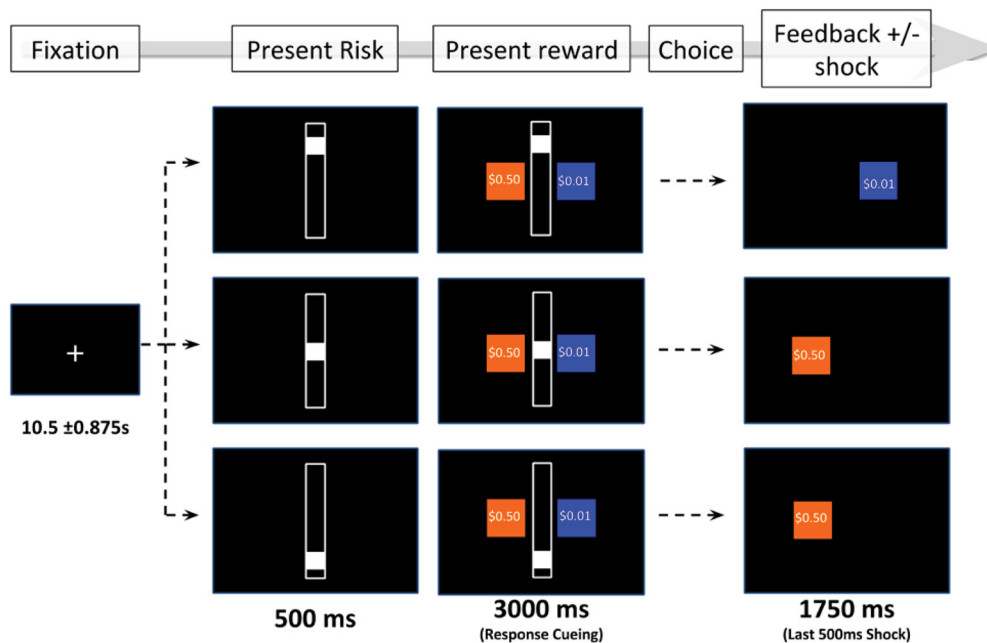 Fixation
Present Risk
Present reward
Choice
Feedback +/-
shock
$0.50
$0.01
$0.01
+
10.5 ±0.875s
$0.50
$0.01
$0.50
$0.50
$0.01
$0.50
500 ms
3000 ms
(Response Cueing)
1750 ms
(Last 500ms Shock)